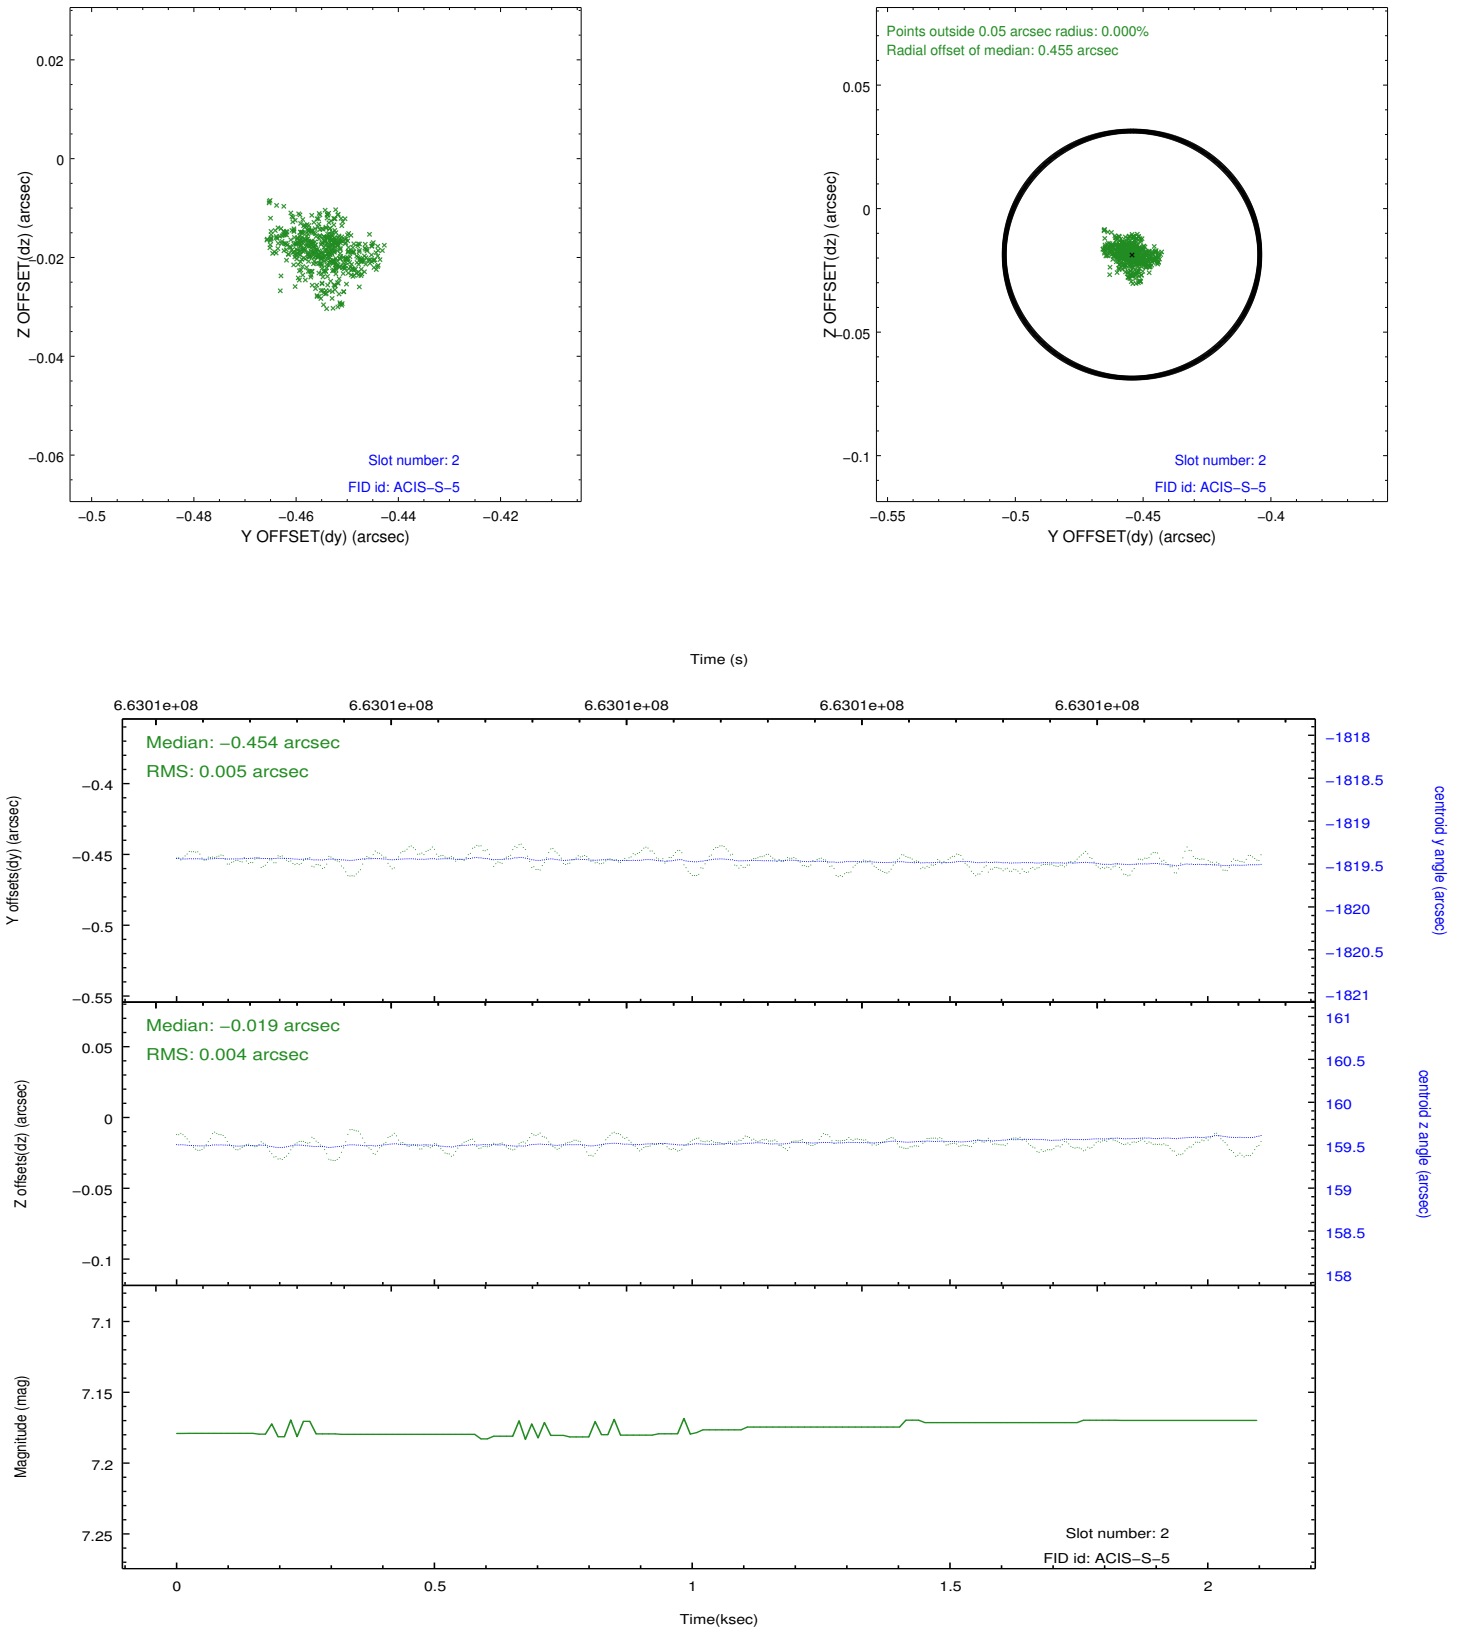 0.02
0
−0.02
−0.04
−0.06
Z OFFSET(dz) (arcsec)
Slot number: 2
FID id: ACIS−S−5
−0.5 −0.48 −0.46 −0.44 −0.42
Y OFFSET(dy) (arcsec)
Points outside 0.05 arcsec radius: 0.000%
Radial offset of median: 0.455 arcsec
0.05
0
−0.05
−0.1
Z OFFSET(dz) (arcsec)
Slot number: 2
FID id: ACIS−S−5
−0.55 −0.5 −0.45 −0.4
Y OFFSET(dy) (arcsec)
Time (s)
6.6301e+08 6.6301e+08 6.6301e+08 6.6301e+08 6.6301e+08
Median: −0.454 arcsec
RMS: 0.005 arcsec
−0.4
−0.45
−0.5
−0.55
Y offsets(dy) (arcsec)
−1818
−1818.5
−1819
−1819.5
−1820
−1820.5
−1821
centroid y angle (arcsec)
Median: −0.019 arcsec
RMS: 0.004 arcsec
0.05
0
−0.05
−0.1
Z offsets(dz) (arcsec)
161
160.5
160
159.5
159
158.5
158
centroid z angle (arcsec)
7.1
7.15
7.2
7.25
Magnitude (mag)
Slot number: 2
FID id: ACIS−S−5
0 0.5 1 1.5 2
Time(ksec)